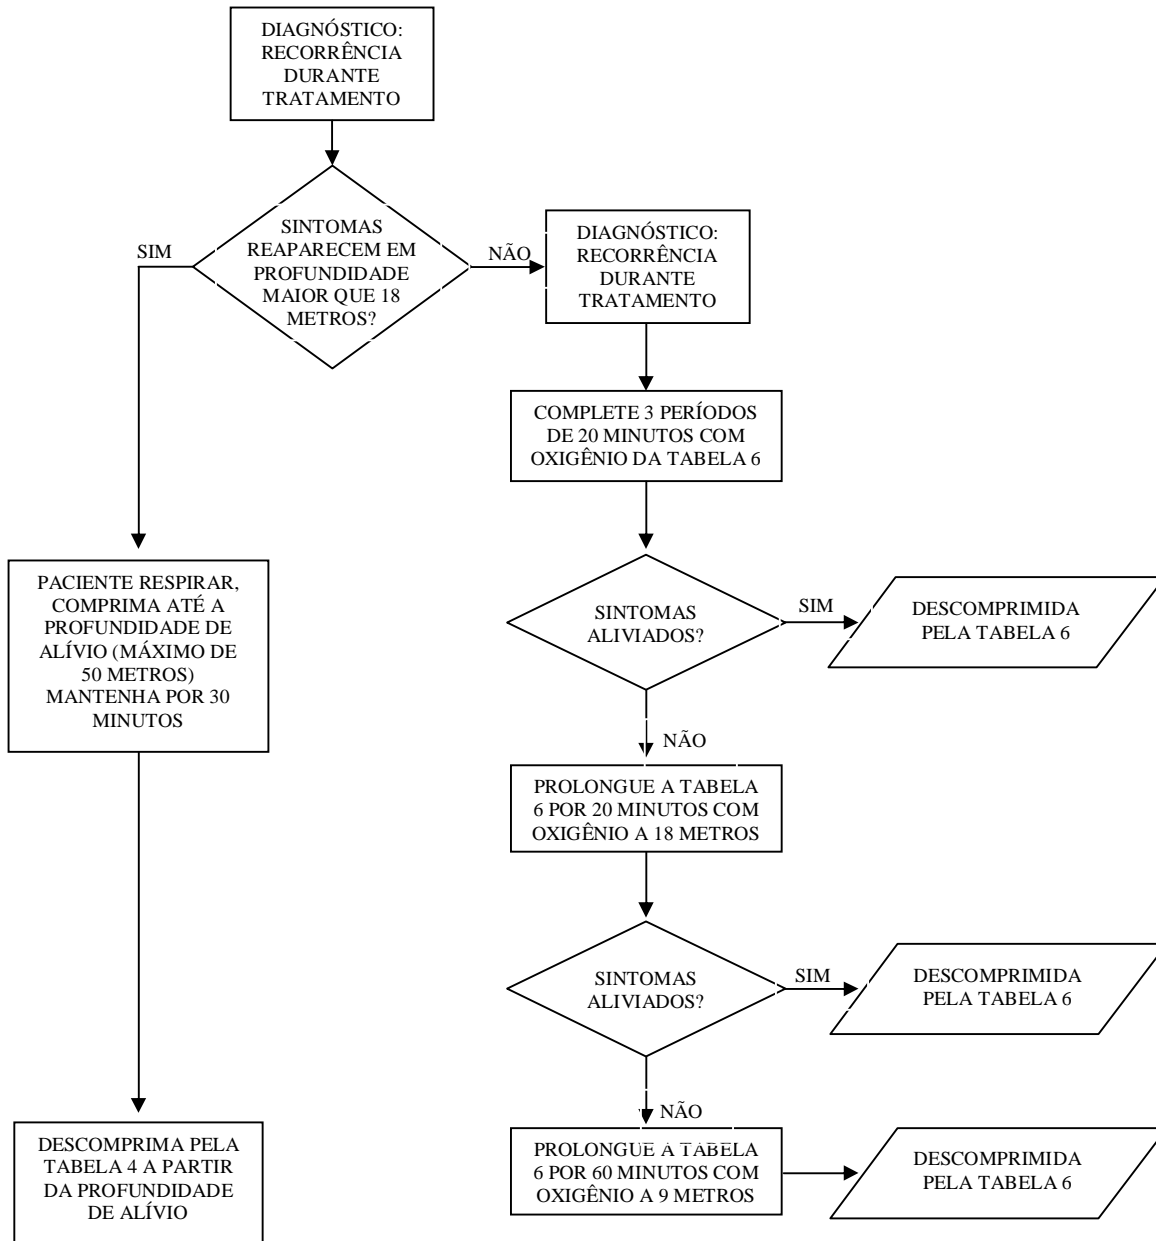 DIAGNÓSTICO:
RECORRÊNCIA
DURANTE
TRATAMENTO
SINTOMAS
REAPARECEM EM
PROFUNDIDADE
MAIOR QUE 18
METROS?
SIM
NÃO
DIAGNÓSTICO:
RECORRÊNCIA
DURANTE
TRATAMENTO
COMPLETE 3 PERÍODOS
DE 20 MINUTOS COM
OXIGÊNIO DA TABELA 6
PACIENTE RESPIRAR,
COMPRIMA ATÉ A
PROFUNDIDADE DE
ALÍVIO (MÁXIMO DE
50 METROS)
MANTENHA POR 30
MINUTOS
SINTOMAS
ALIVIADOS?
SIM
DESCOMPRIMIDA
PELA TABELA 6
NÃO
PROLONGUE A TABELA
6 POR 20 MINUTOS COM
OXIGÊNIO A 18 METROS
SINTOMAS
ALIVIADOS?
SIM
DESCOMPRIMIDA
PELA TABELA 6
NÃO
DESCOMPRIMA PELA
TABELA 4 A PARTIR
DA PROFUNDIDADE
DE ALÍVIO
PROLONGUE A TABELA
6 POR 60 MINUTOS COM
OXIGÊNIO A 9 METROS
DESCOMPRIMIDA
PELA TABELA 6